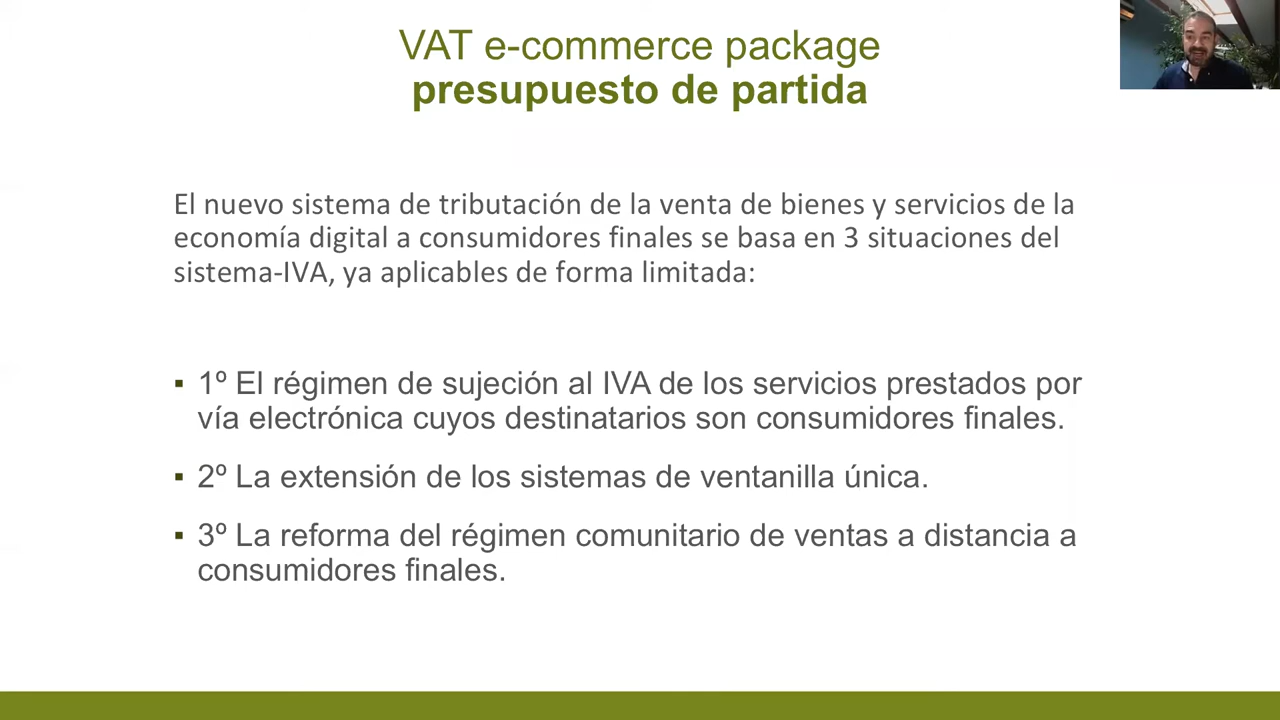 VAT e-commerce package
presupuesto de partida
El nuevo sistema de tributación de la venta de bienes y servicios de la
economía digital a consumidores finales se basa en 3 situaciones del
sistema-IVA, ya aplicables de forma limitada:
▪ 1º El régimen de sujeción al IVA de los servicios prestados por
vía electrónica cuyos destinatarios son consumidores finales.
▪ 2º La extensión de los sistemas de ventanilla única.
▪ 3º La reforma del régimen comunitario de ventas a distancia a
consumidores finales.